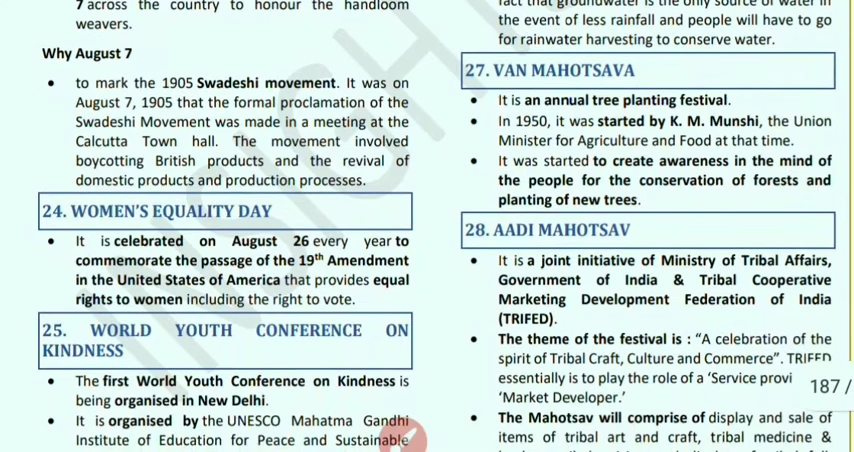 7 across the country to honour the handloom
weavers.
Why August 7
• to mark the 1905 Swadeshi movement. It was on
August 7, 1905 that the formal proclamation of the
Swadeshi Movement was made in a meeting at the
Calcutta Town hall. The movement involved
boycotting British products and the revival of
domestic products and production processes.
24. WOMEN'S EQUALITY DAY
• It is celebrated on August 26 every year to
commemorate the passage of the 19th Amendment
in the United States of America that provides equal
rights to women including the right to vote.
25. WORLD YOUTH CONFERENCE ON
KINDNESS
• The first World Youth Conference on Kindness is
being organised in New Delhi.
• It is organised by the UNESCO Mahatma Gandhi
Institute of Education for Peace and Sustainable
fact that groundwater is the only source of water in
the event of less rainfall and people will have to go
for rainwater harvesting to conserve water.
27. VAN MAHOTSAVA
• It is an annual tree planting festival.
• In 1950, it was started by K. M. Munshi, the Union
Minister for Agriculture and Food at that time.
• It was started to create awareness in the mind of
the people for the conservation of forests and
planting of new trees.
28. AADI MAHOTSAV
• It is a joint initiative of Ministry of Tribal Affairs,
Government of India & Tribal Cooperative
Marketing Development Federation of India
(TRIFED).
• The theme of the festival is : "A celebration of the
spirit of Tribal Craft, Culture and Commerce". TRIFED
essentially is to play the role of a 'Service provi
'Market Developer.'
• The Mahotsav will comprise of display and sale of
items of tribal art and craft, tribal medicine &
187 /
INSIGHT